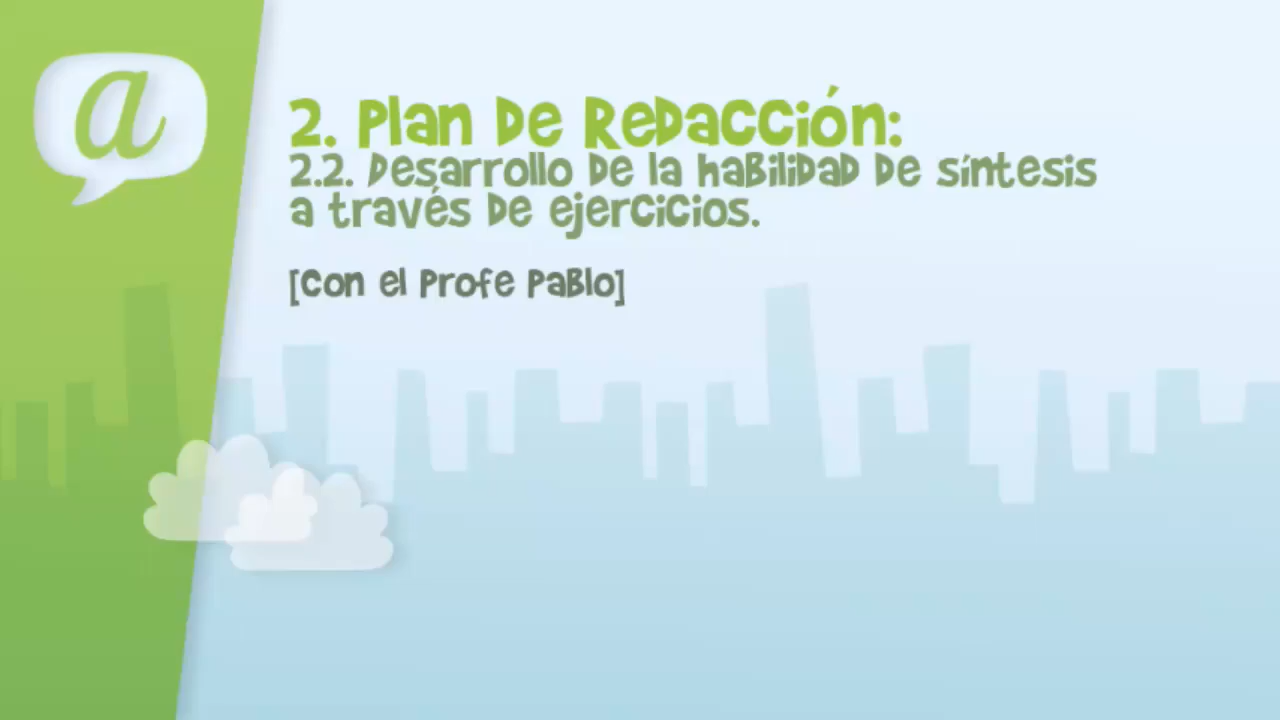 a
2. Plan de Redacción:
2.2. Desarrollo de la habilidad de síntesis
a través de ejercicios.
[Con el Profe Pablo]